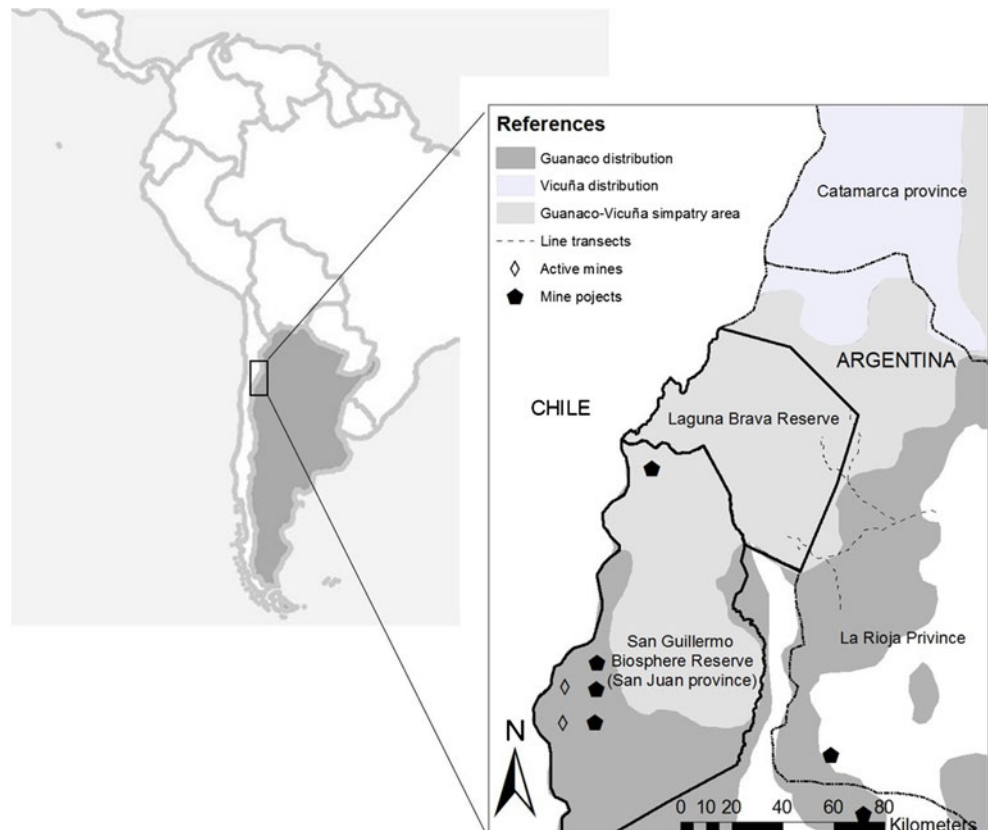 References
Guanaco distribution
Vicuña distribution
Guanaco-Vicuña simpatry area
Line transects
Active mines
Mine pojects
Catamarca province
ARGENTINA
CHILE
Laguna Brava Reserve
San Guillermo
Biosphere Reserve
(San Juan province)
La Rioja Privince
N
0 10 20 40 60 80
Kilometers